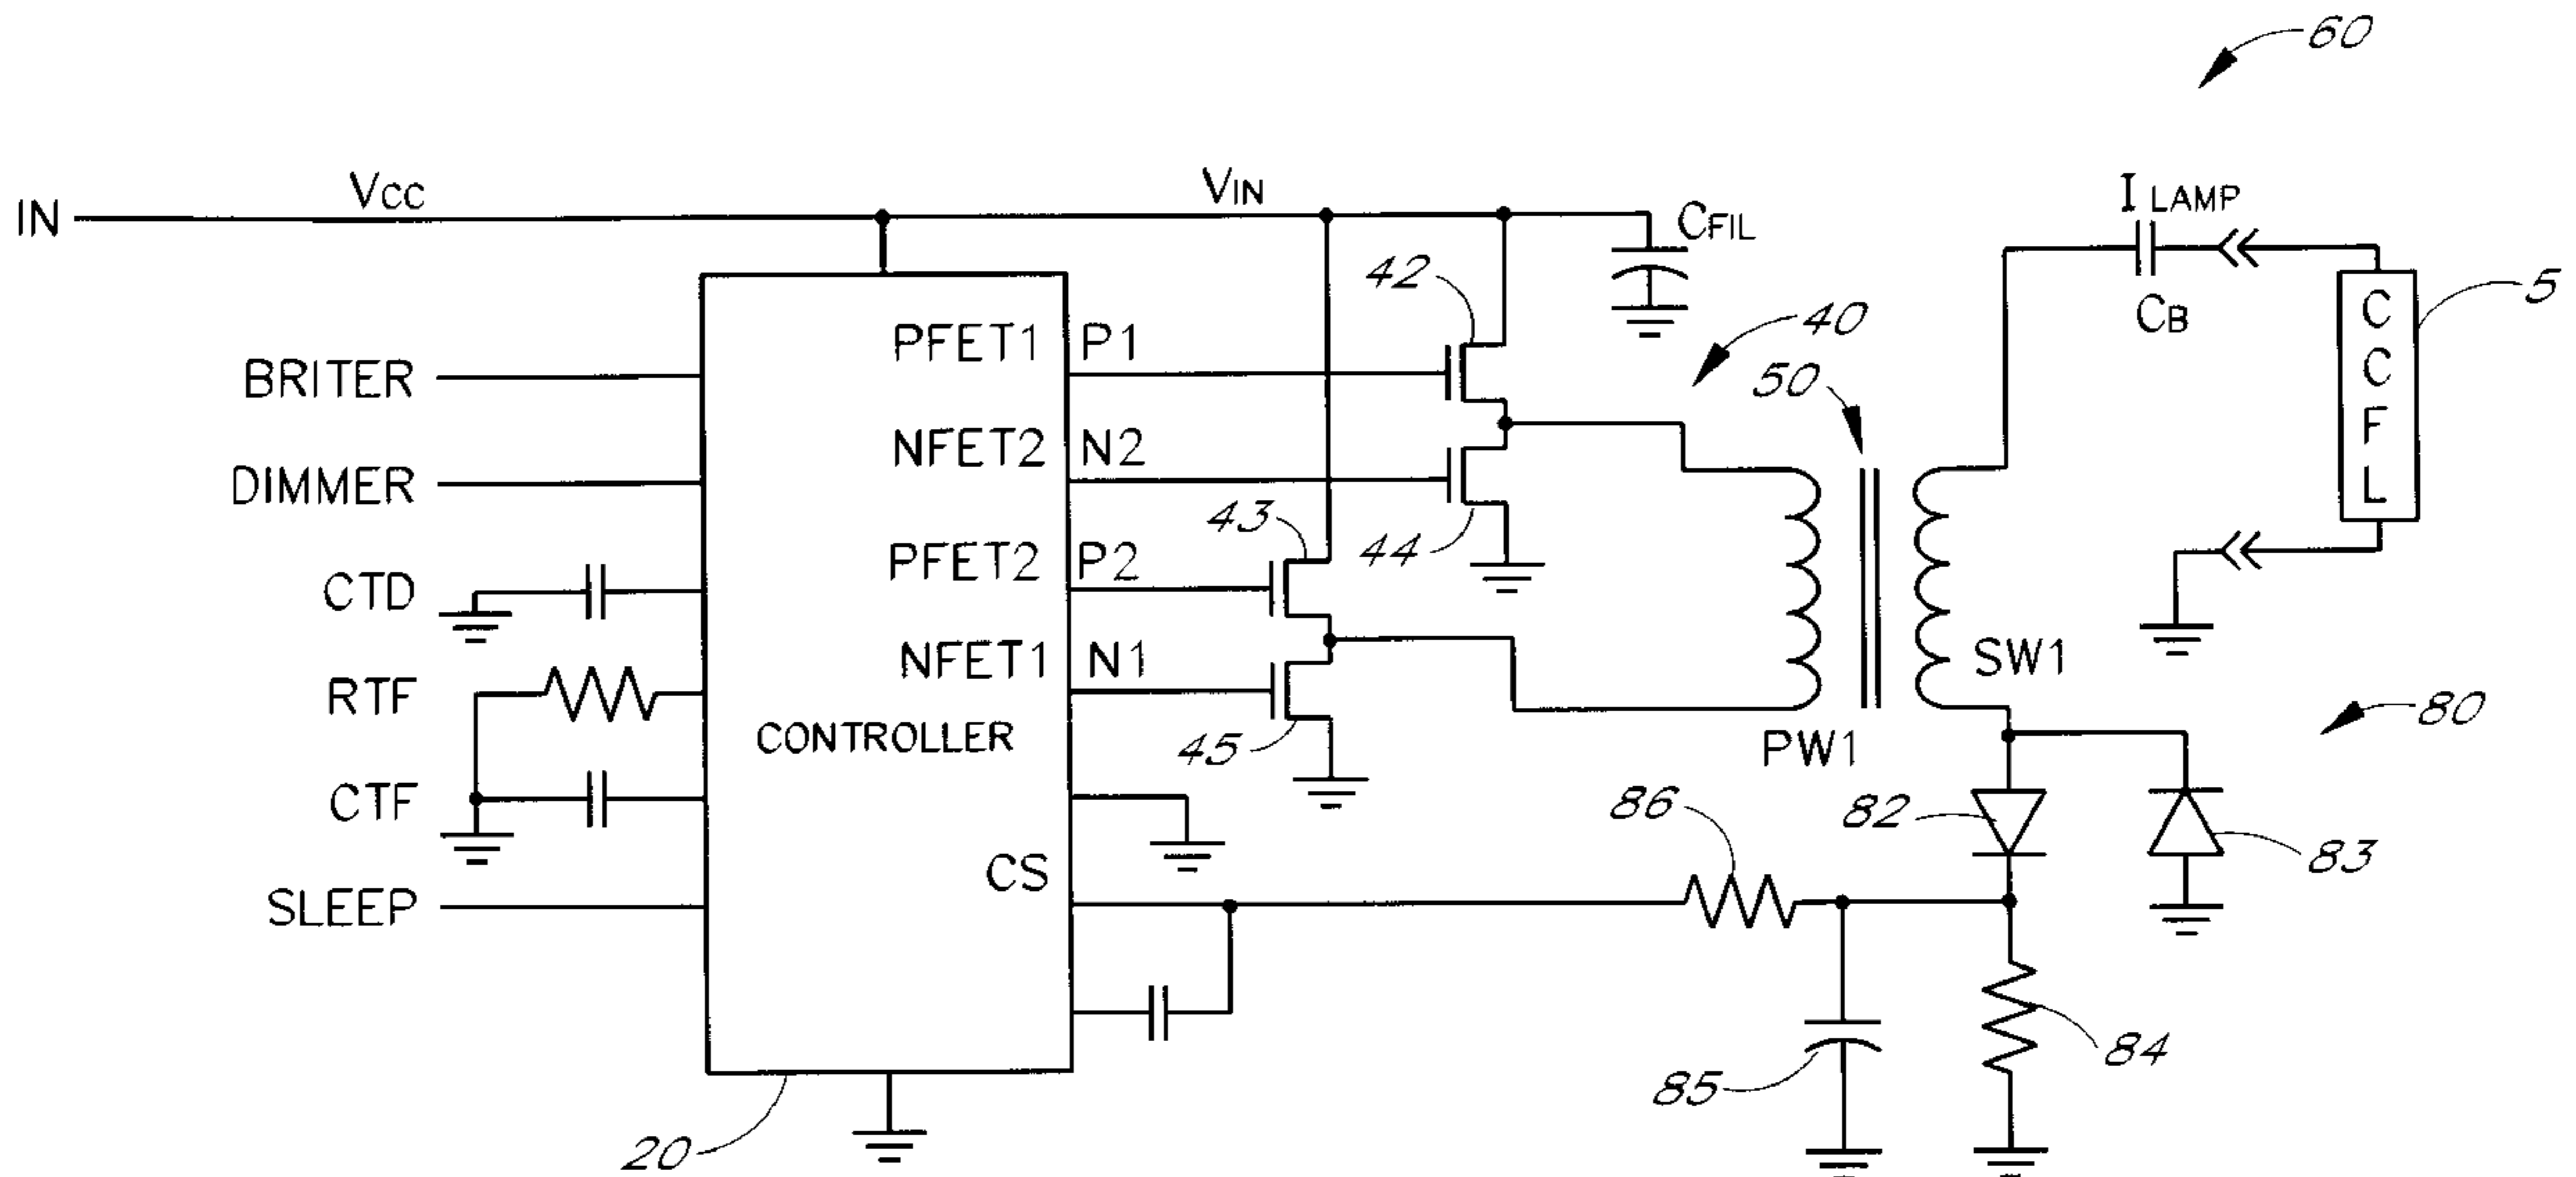 60
IN
VCC
VIN
CFIL
I LAMP
CB
5
C
C
F
L
42
40
50
PFET1 P1
BRITER
NFET2 N2
DIMMER
43
44
PFET2 P2
CTD
NFET1 N1
RTF
SW1
80
CONTROLLER
45
PW1
CTF
86
82
83
CS
SLEEP
85
84
20